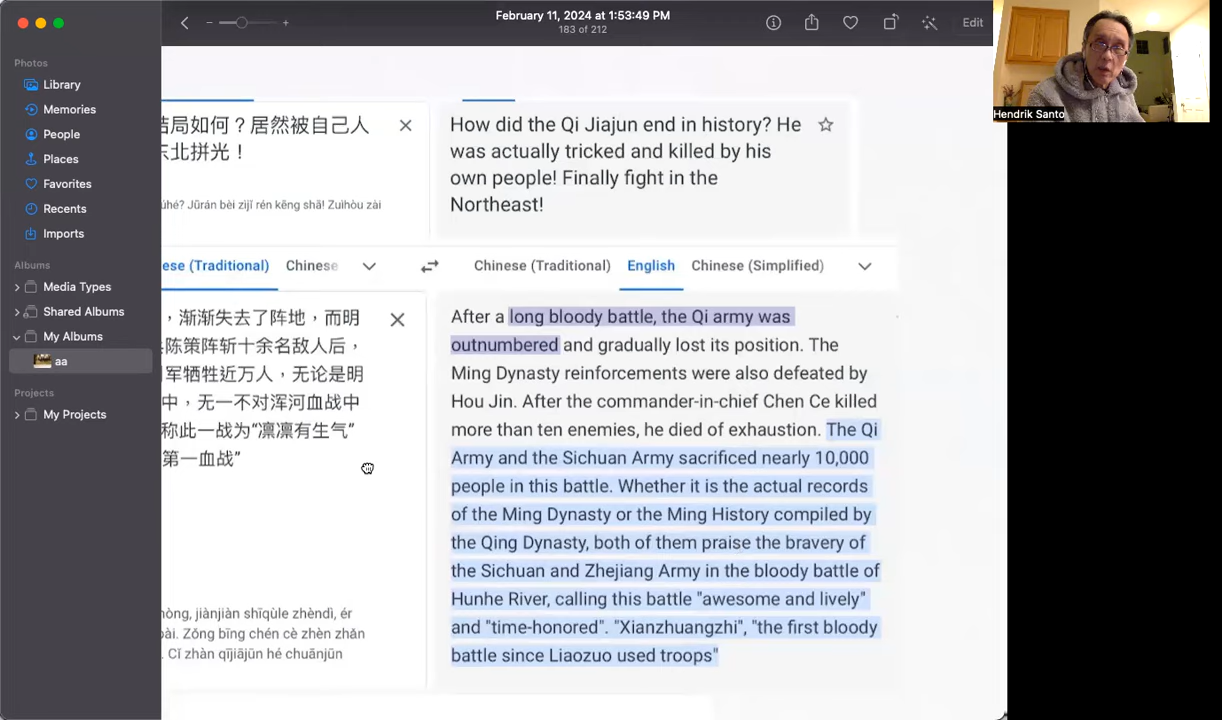 February 11, 2024 at 1:53:49 PM
183 of 212
Edit
Photos
Library
Memories
People
Places
Favorites
Recents
Imports
Albums
Media Types
Shared Albums
My Albums
aa
Projects
My Projects
Hendrik Santo
结局如何？居然被自己人
东北拼光！
úhé? Jūrán bèi zìjǐ rén kēng shā! Zuìhòu zài
How did the Qi Jiajun end in history? He
was actually tricked and killed by his
own people! Finally fight in the
Northeast!
ese (Traditional)
Chinese
Chinese (Traditional)
English
Chinese (Simplified)
，渐渐失去了阵地，而明
陈策阵斩十余名敌人后，
军牺牲近万人，无论是明
中，无一不对浑河血战中
称此一战为“凛凛有生气”
第一血战”
hòng, jiànjiàn shīqùle zhèndì, ér
bài. Zǒng bīng chén cè zhèn zhǎn
. Cǐ zhàn qījiājūn hé chuānjūn
After a long bloody battle, the Qi army was
outnumbered and gradually lost its position. The
Ming Dynasty reinforcements were also defeated by
Hou Jin. After the commander-in-chief Chen Ce killed
more than ten enemies, he died of exhaustion. The Qi
Army and the Sichuan Army sacrificed nearly 10,000
people in this battle. Whether it is the actual records
of the Ming Dynasty or the Ming History compiled by
the Qing Dynasty, both of them praise the bravery of
the Sichuan and Zhejiang Army in the bloody battle of
Hunhe River, calling this battle "awesome and lively"
and "time-honored". "Xianzhuangzhi", "the first bloody
battle since Liaozuo used troops"